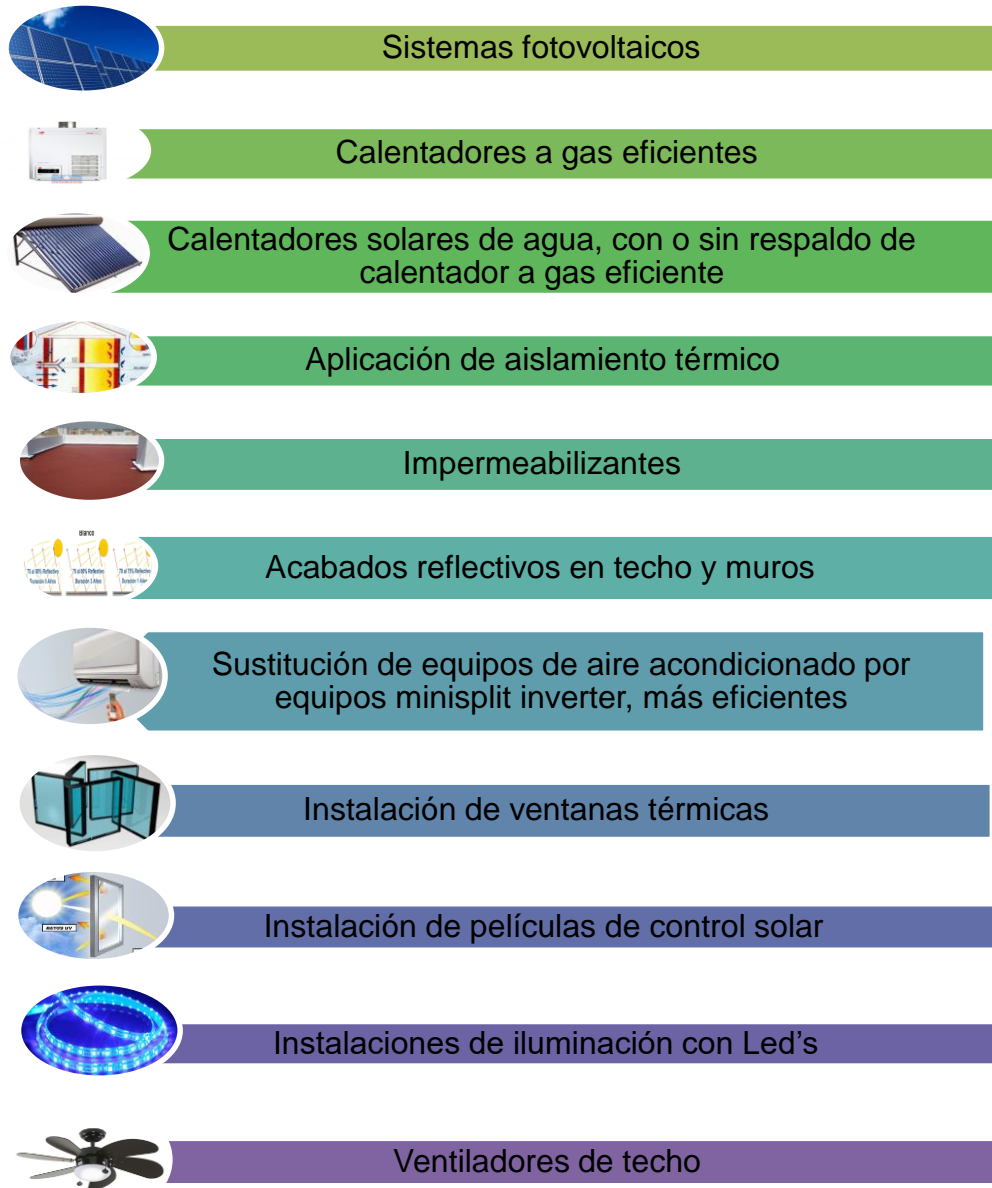 Sistemas fotovoltaicos
Calentadores a gas eficientes
Calentadores solares de agua, con o sin respaldo de
calentador a gas eficiente
Aplicación de aislamiento térmico
Impermeabilizantes
Blanco
Acabados reflectivos en techo y muros
Sustitución de equipos de aire acondicionado por
equipos minisplit inverter, más eficientes
Instalación de ventanas térmicas
Instalación de películas de control solar
Instalaciones de iluminación con Led’s
Ventiladores de techo